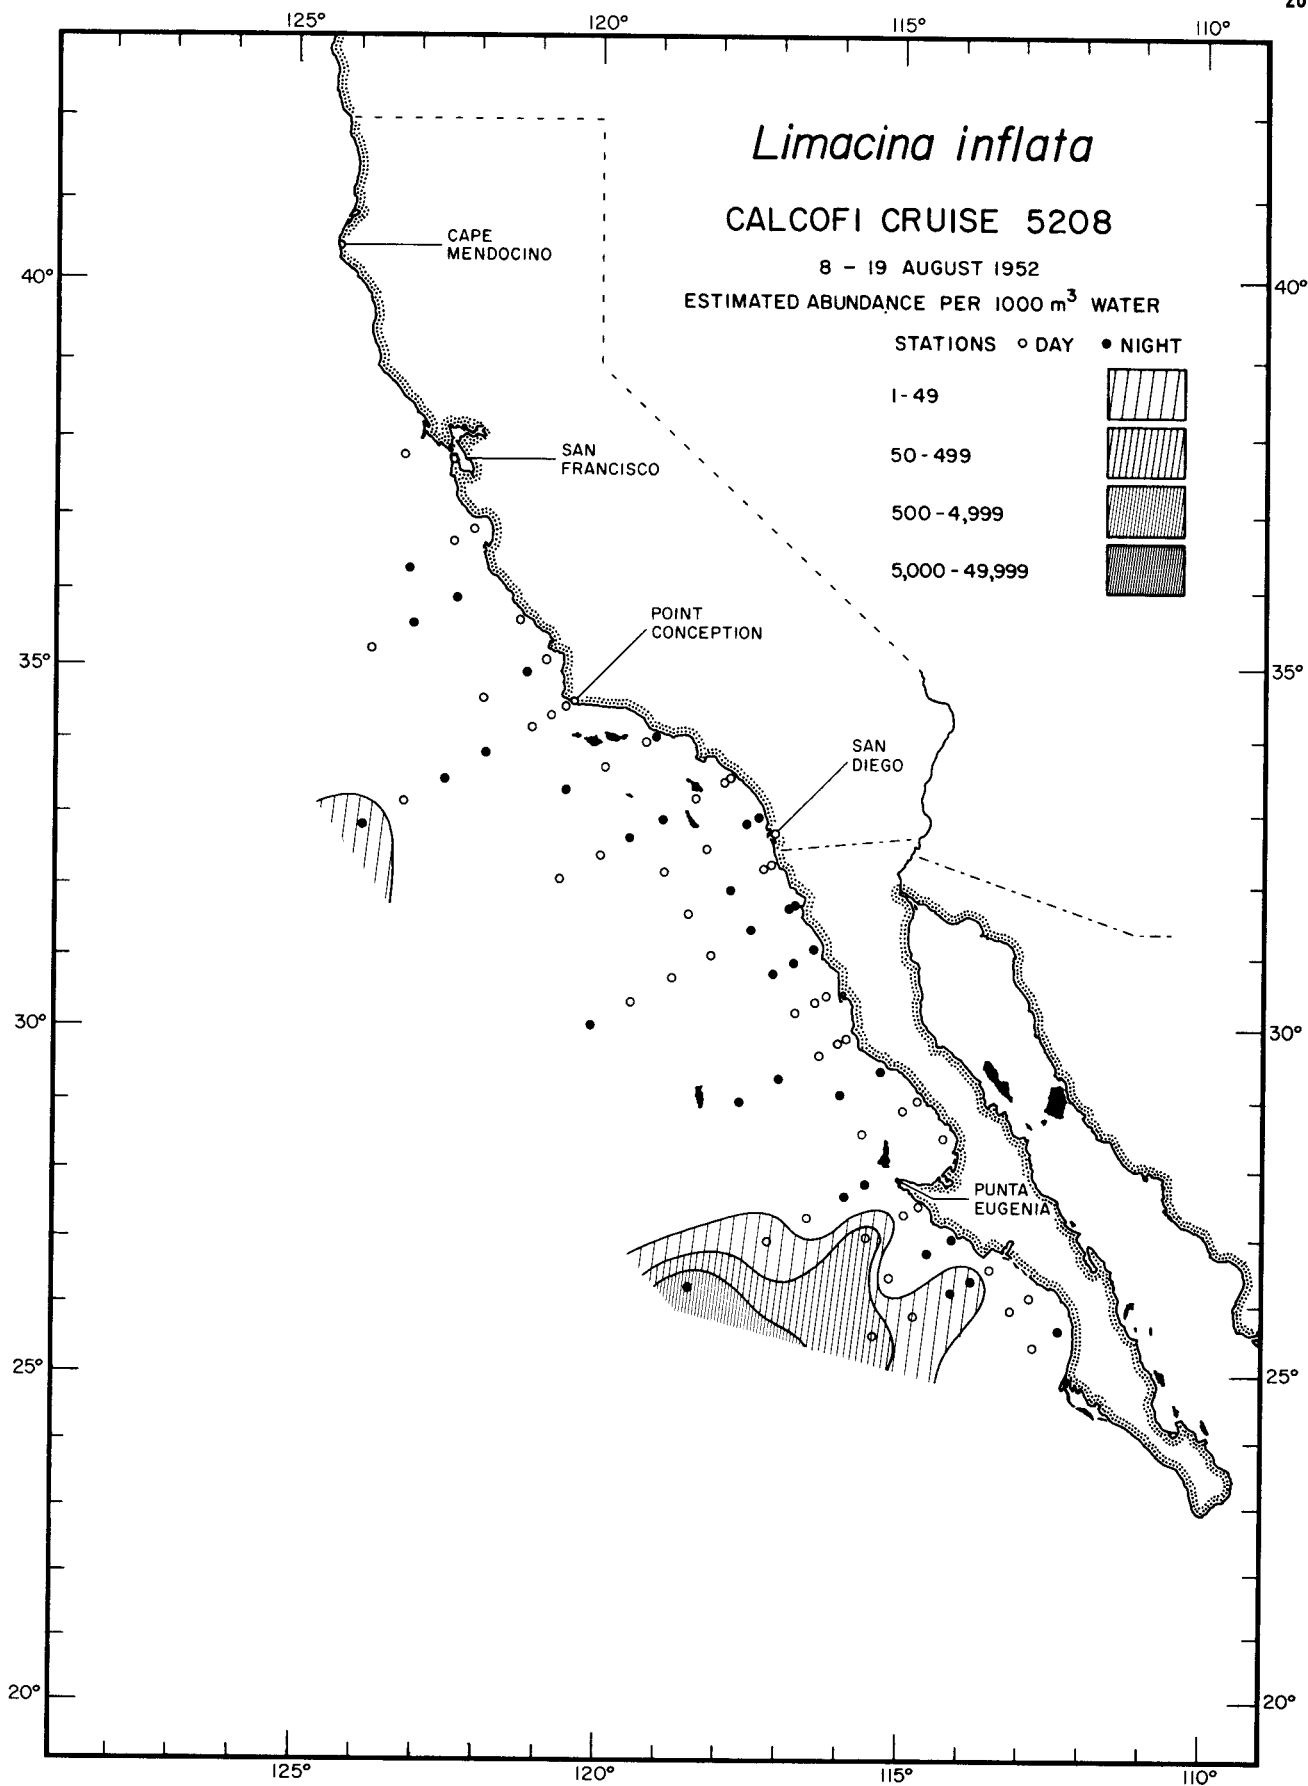 125° 120° 115° 110°
Limacina inflata
CALCOFI CRUISE 5208
8 - 19 AUGUST 1952
ESTIMATED ABUNDANCE PER 1000 m³ WATER
STATIONS ○ DAY ● NIGHT
1-49
50-499
500-4,999
5,000-49,999
CAPE
MENDOCINO
40° 40°
SAN
FRANCISCO
POINT
CONCEPTION
35° 35°
SAN
DIEGO
30° 30°
PUNTA
EUGENIA
25° 25°
20° 20°
125° 120° 115° 110°